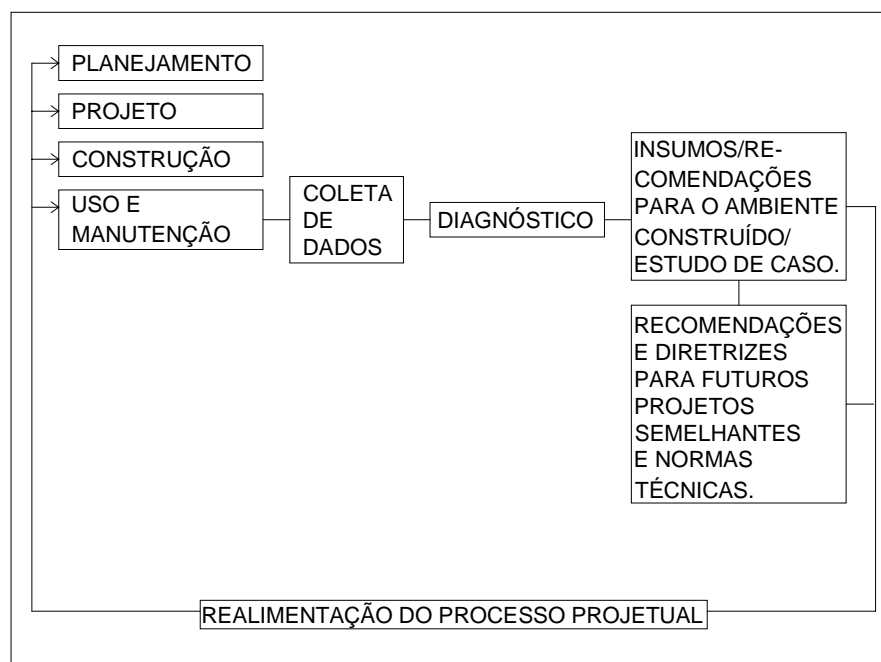 PLANEJAMENTO
PROJETO
CONSTRUÇÃO
USO E
MANUTENÇÃO
COLETA
DE
DADOS
DIAGNÓSTICO
INSUMOS/RE-
COMENDAÇÕES
PARA O AMBIENTE
CONSTRUÍDO/
ESTUDO DE CASO.
RECOMENDAÇÕES
E DIRETRIZES
PARA FUTUROS
PROJETOS
SEMELHANTES
E NORMAS
TÉCNICAS.
REALIMENTAÇÃO DO PROCESSO PROJETUAL